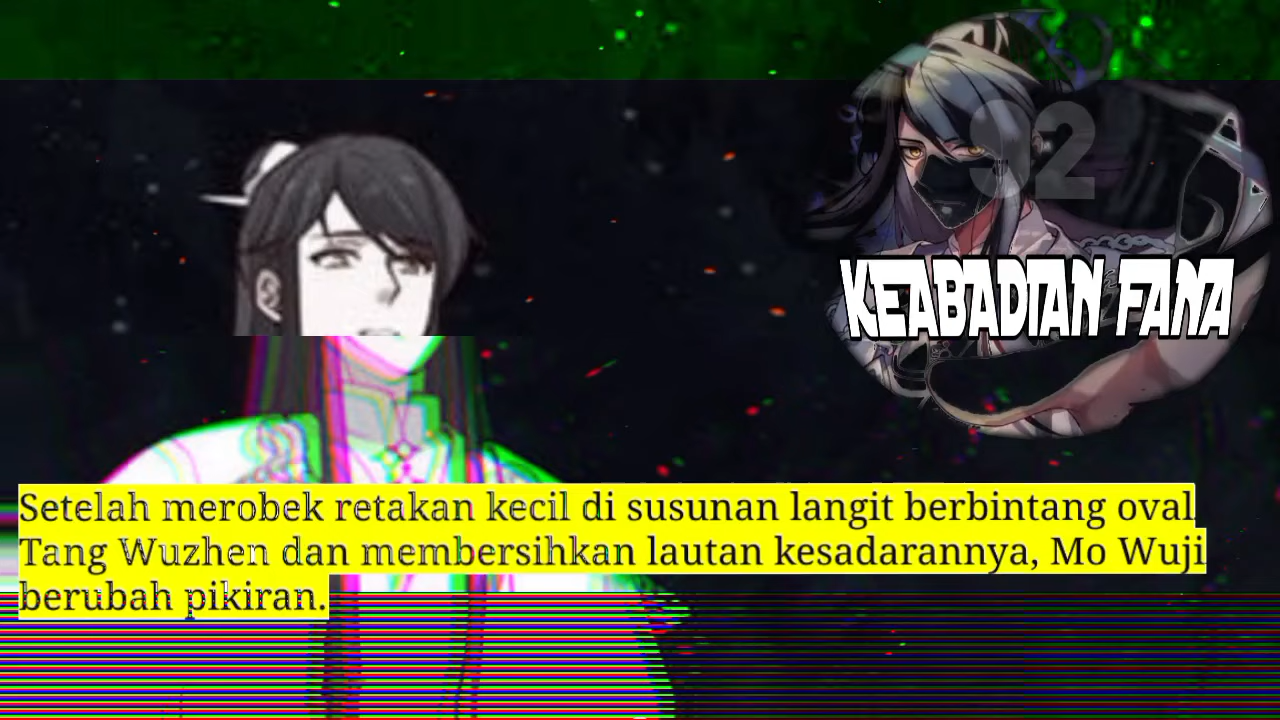 92
KEABADIAN FANA
Setelah merobek retakan kecil di susunan langit berbintang oval
Tang Wuzhen dan membersihkan lautan kesadarannya, Mo Wuji
berubah pikiran.